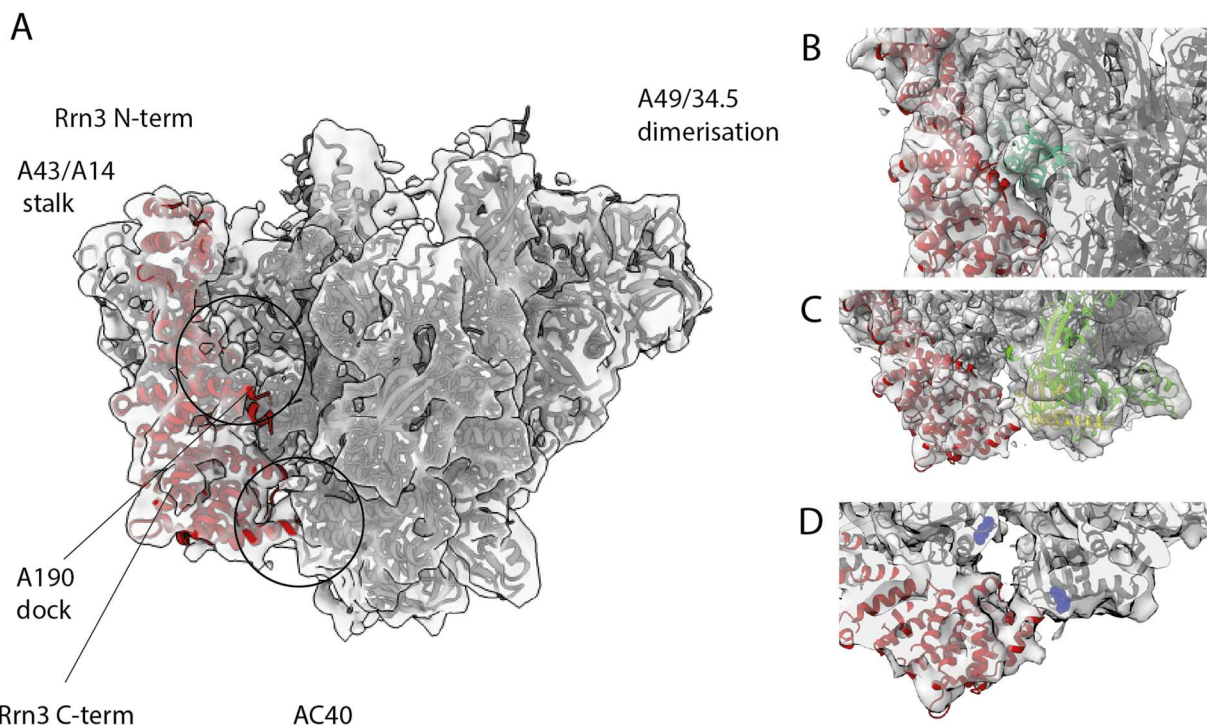 A
Rrn3 N-term
A43/A14
stalk
A49/34.5
dimerisation
A190
dock
Rrn3 C-term
AC40
B
C
D